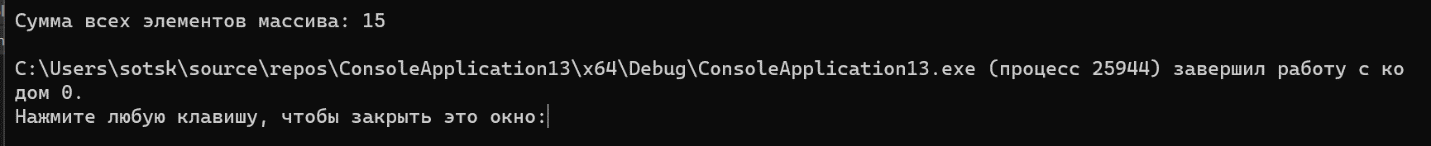 Сумма всех элементов массива: 15
C:\Users\sotsk\source\repos\ConsoleApplication13\x64\Debug\ConsoleApplication13.exe (процесс 25944) завершил работу с ко
дом 0.
Нажмите любую клавишу, чтобы закрыть это окно: